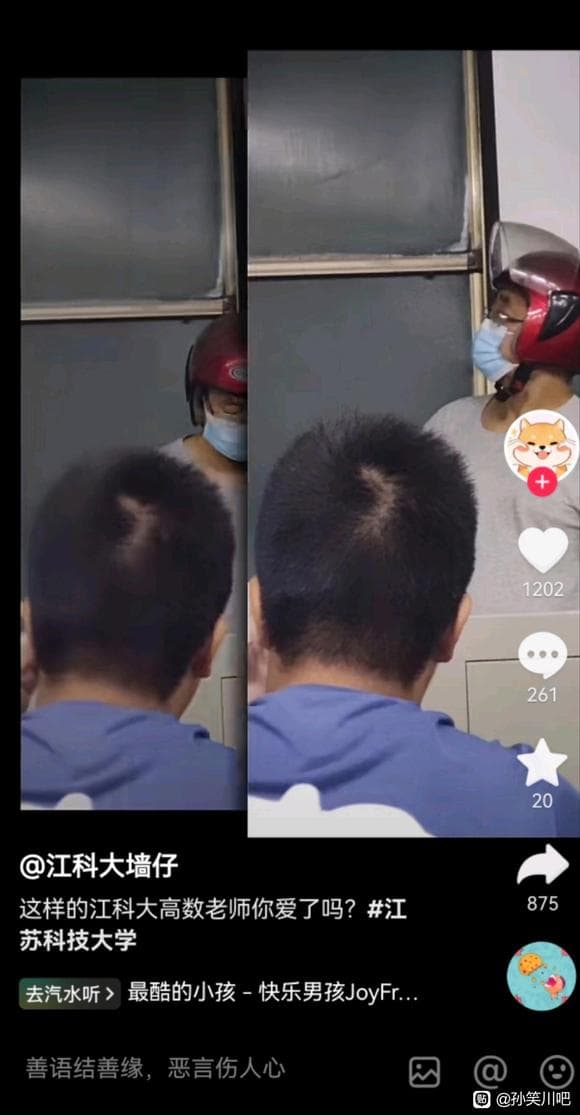 1202
261
20
875
@江科大墙仔
这样的江科大高数老师你爱了吗？#江
苏科技大学
去汽水听 > 最酷的小孩 - 快乐男孩JoyFr...
善语结善缘，恶言伤人心
贴 @孙笑川吧